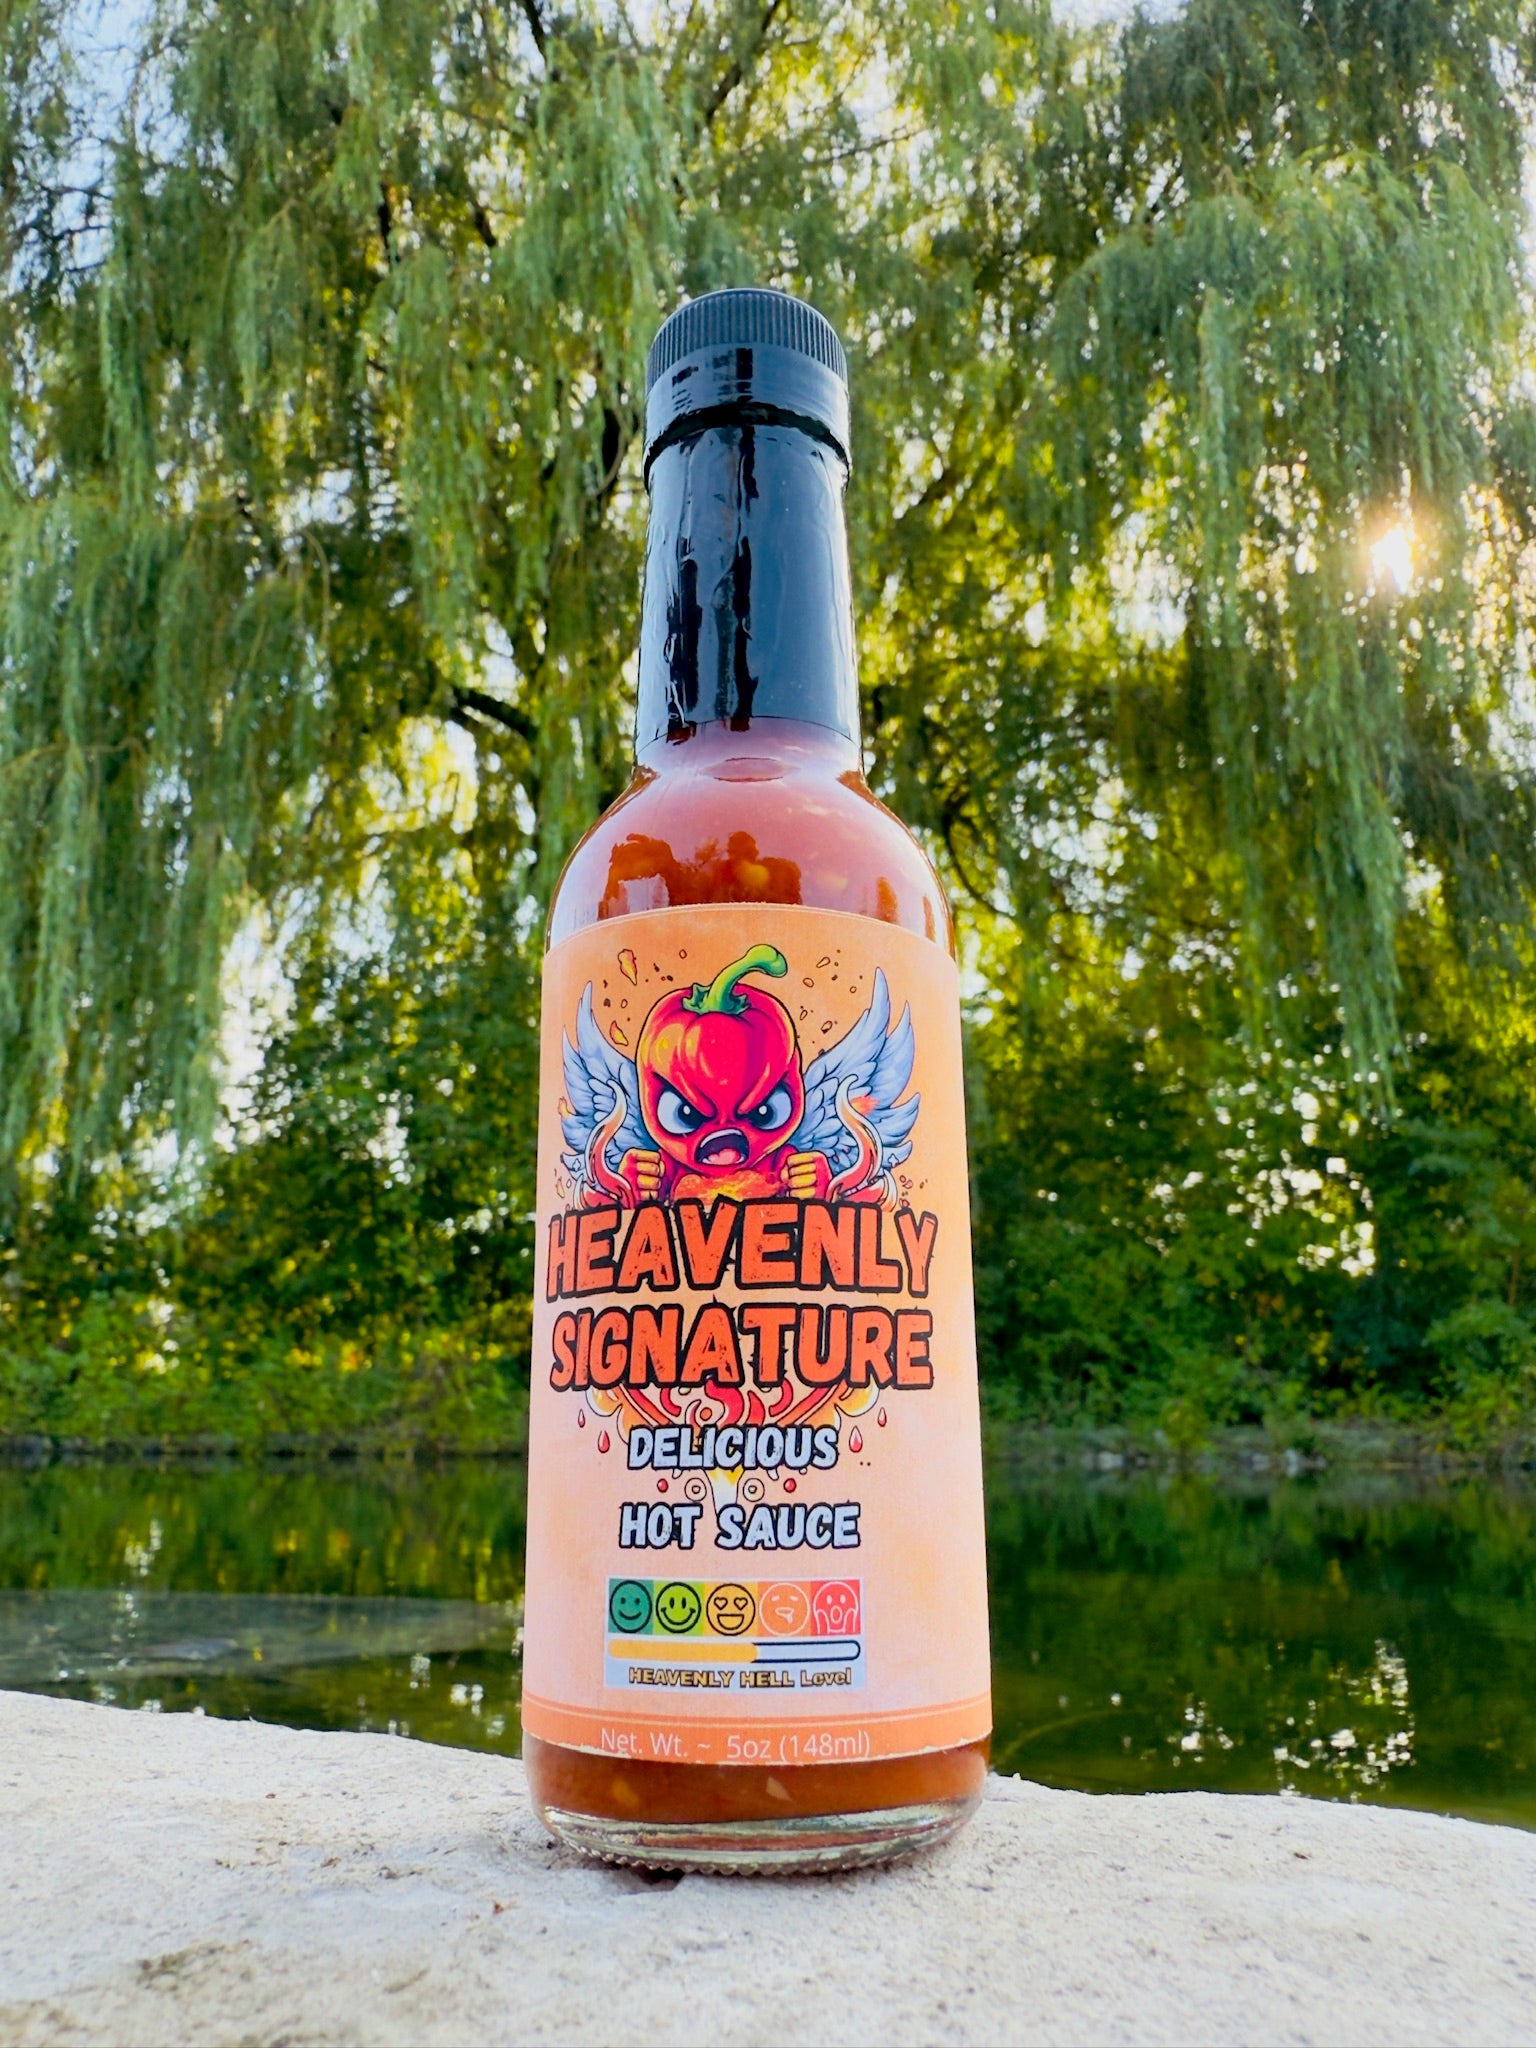 HEAVENLY
SIGNATURE
DELICIOUS
HOT SAUCE
HEAVENLY HELL Level
Net. Wt. ~ 5oz (148ml)